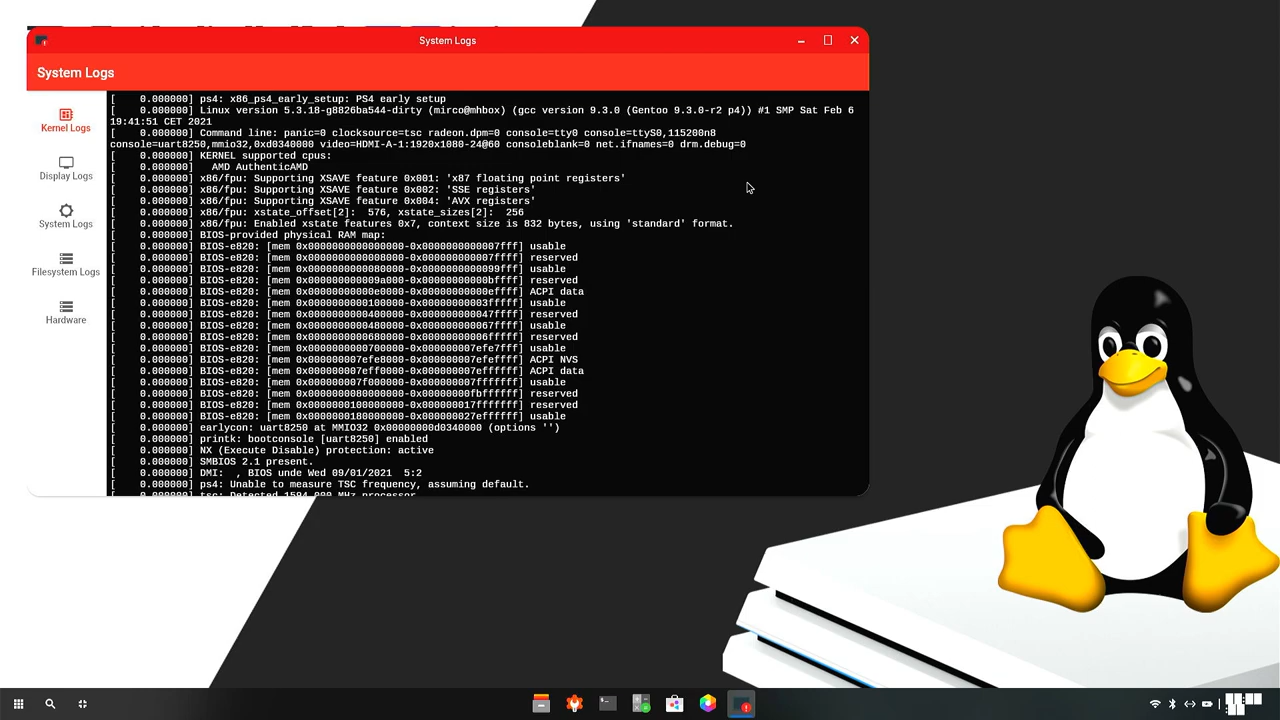 System Logs
System Logs
Kernel Logs
Display Logs
System Logs
Filesystem Logs
Hardware
[    0.000000] ps4: x86_ps4_early_setup: PS4 early setup
[    0.000000] Linux version 5.3.18-g8826ba544-dirty (mirco@mhbox) (gcc version 9.3.0 (Gentoo 9.3.0-r2 p4)) #1 SMP Sat Feb 6
19:41:51 CET 2021
[    0.000000] Command line: panic=0 clocksource=tsc radeon.dpm=0 console=tty0 console=ttyS0,115200n8
console=uart8250,mmio32,0xd0340000 video=HDMI-A-1:1920x1080-24@60 consoleblank=0 net.ifnames=0 drm.debug=0
[    0.000000] KERNEL supported cpus:
[    0.000000]   AMD AuthenticAMD
[    0.000000] x86/fpu: Supporting XSAVE feature 0x001: 'x87 floating point registers'
[    0.000000] x86/fpu: Supporting XSAVE feature 0x002: 'SSE registers'
[    0.000000] x86/fpu: Supporting XSAVE feature 0x004: 'AVX registers'
[    0.000000] x86/fpu: xstate_offset[2]:  576, xstate_sizes[2]:  256
[    0.000000] x86/fpu: Enabled xstate features 0x7, context size is 832 bytes, using 'standard' format.
[    0.000000] BIOS-provided physical RAM map:
[    0.000000] BIOS-e820: [mem 0x0000000000000000-0x0000000000007fff] usable
[    0.000000] BIOS-e820: [mem 0x0000000000008000-0x000000000007ffff] reserved
[    0.000000] BIOS-e820: [mem 0x0000000000080000-0x0000000000099fff] usable
[    0.000000] BIOS-e820: [mem 0x000000000009a000-0x00000000000bffff] reserved
[    0.000000] BIOS-e820: [mem 0x00000000000e0000-0x00000000000effff] ACPI data
[    0.000000] BIOS-e820: [mem 0x0000000000100000-0x00000000003fffff] usable
[    0.000000] BIOS-e820: [mem 0x0000000000400000-0x000000000047ffff] reserved
[    0.000000] BIOS-e820: [mem 0x0000000000480000-0x000000000067ffff] usable
[    0.000000] BIOS-e820: [mem 0x0000000000680000-0x00000000006fffff] reserved
[    0.000000] BIOS-e820: [mem 0x0000000000700000-0x000000007efe7fff] usable
[    0.000000] BIOS-e820: [mem 0x000000007efe8000-0x000000007efeffff] ACPI NVS
[    0.000000] BIOS-e820: [mem 0x000000007eff0000-0x000000007effffff] ACPI data
[    0.000000] BIOS-e820: [mem 0x000000007f000000-0x000000007fffffff] usable
[    0.000000] BIOS-e820: [mem 0x0000000080000000-0x00000000fbffffff] reserved
[    0.000000] BIOS-e820: [mem 0x0000000100000000-0x000000017fffffff] reserved
[    0.000000] BIOS-e820: [mem 0x0000000180000000-0x000000027effffff] usable
[    0.000000] earlycon: uart8250 at MMIO32 0x00000000d0340000 (options '')
[    0.000000] printk: bootconsole [uart8250] enabled
[    0.000000] NX (Execute Disable) protection: active
[    0.000000] SMBIOS 2.1 present.
[    0.000000] DMI:  , BIOS unde Wed 09/01/2021  5:2
[    0.000000] ps4: Unable to measure TSC frequency, assuming default.
[    0.000000] tsc: Detected 1594.000 MHz processor